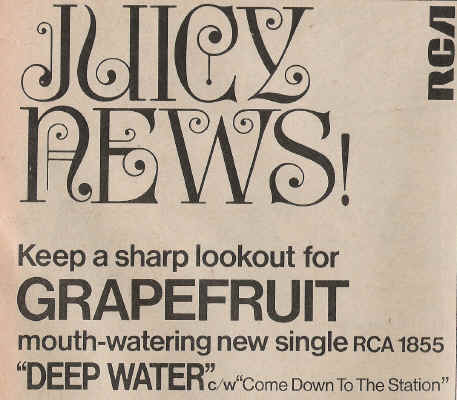 JUICY
NEWS!
RCA
Keep a sharp lookout for
GRAPEFRUIT
mouth-watering new single RCA 1855
“DEEP WATER” c/w “Come Down To The Station”